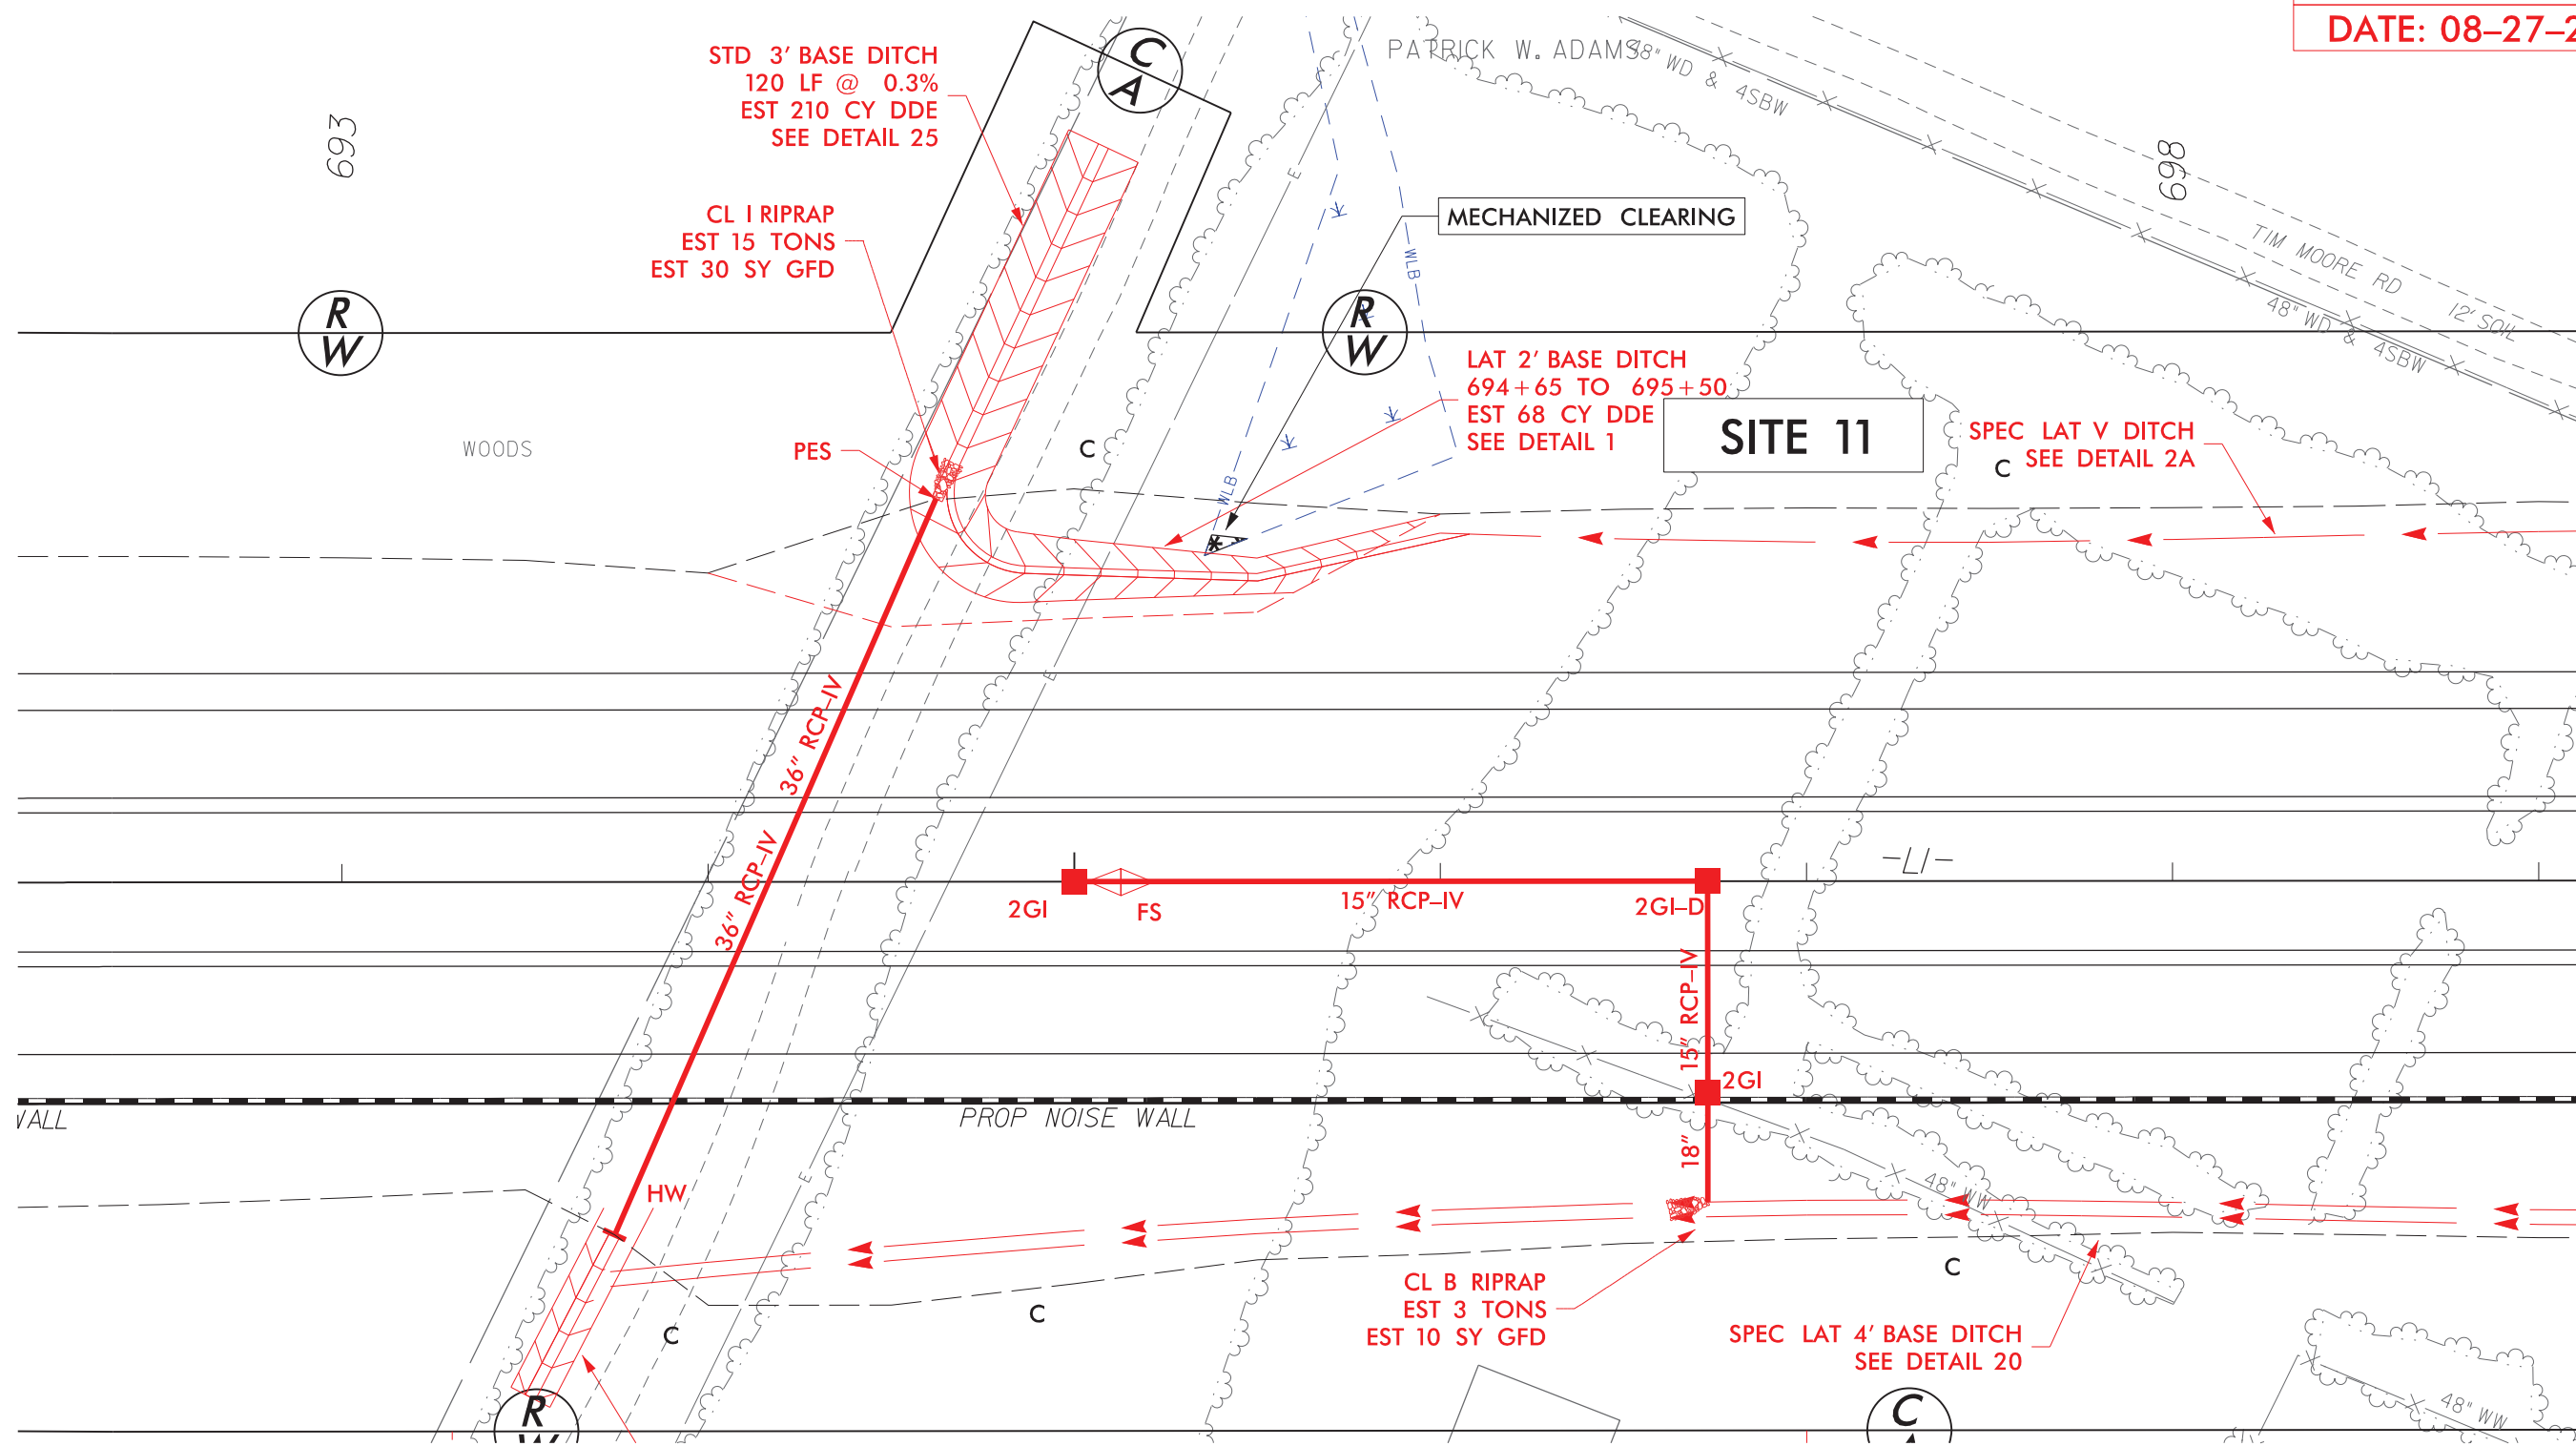 DATE: 08-27-2
STD 3' BASE DITCH
120 LF @ 0.3%
EST 210 CY DDE
SEE DETAIL 25
C
A
PATRICK W. ADAMS
48" WD & 4SBW
693
698
CL I RIPRAP
EST 15 TONS
EST 30 SY GFD
MECHANIZED CLEARING
WLB
TIM MOORE RD
12' SOIL
48" WD & 4SBW
E
R
W
R
W
LAT 2' BASE DITCH
694+65 TO 695+50
EST 68 CY DDE
SEE DETAIL 1
SITE 11
SPEC LAT V DITCH
SEE DETAIL 2A
C
WOODS
PES
C
WLB
*
E
36" RCP-IV
36" RCP-IV
-L1-
2GI
FS
15" RCP-IV
2GI-D
15" RCP-IV
2GI
WALL
PROP NOISE WALL
18"
E
HW
48" WW
C
CL B RIPRAP
EST 3 TONS
EST 10 SY GFD
C
C
SPEC LAT 4' BASE DITCH
SEE DETAIL 20
R
W
C
A
48" WW